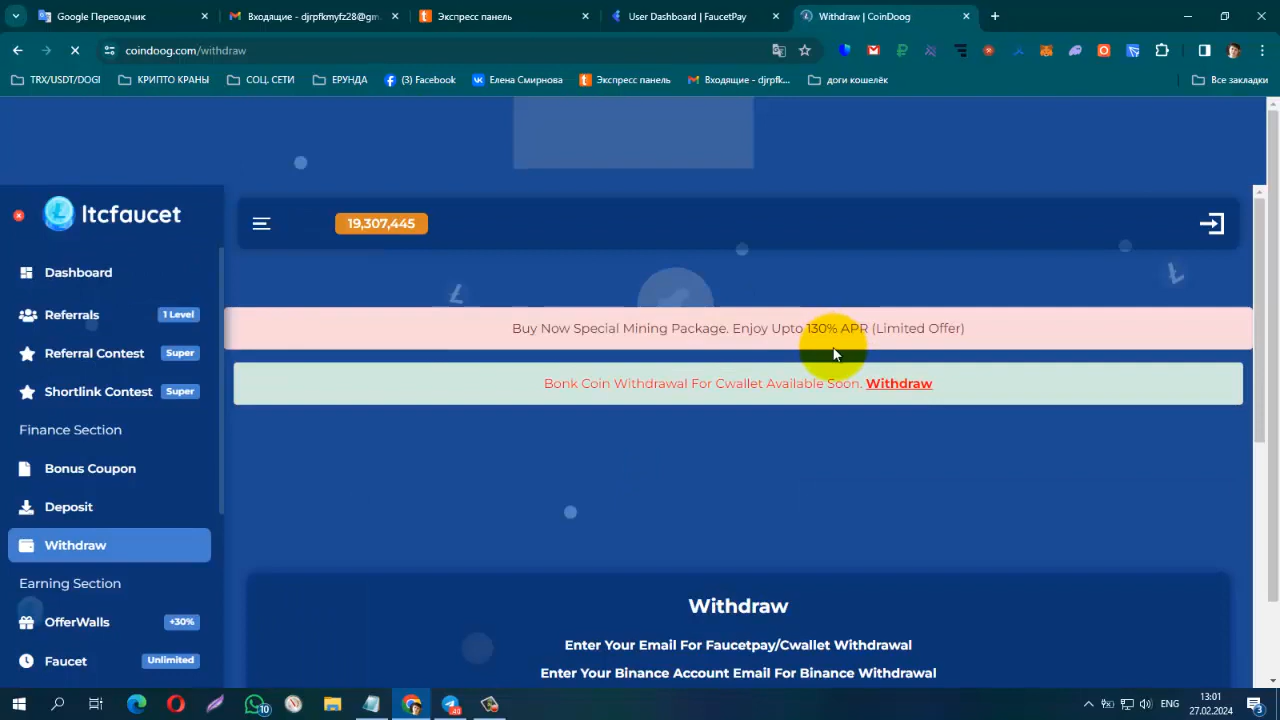 Google Переводчик
Входящие - djrpfkmyfz28@gm
Экспресс панель
User Dashboard | FaucetPay
Withdraw | CoinDoog
coindoog.com/withdraw
TRX/USDT/DOGI
КРИПТО КРАНЫ
СОЦ. СЕТИ
ЕРУНДА
(3) Facebook
Елена Смирнова
Экспресс панель
Входящие - djrpfk...
доги кошелёк
Все закладки
ltcfaucet
19,307,445
Dashboard
Referrals 1 Level
Referral Contest Super
Shortlink Contest Super
Finance Section
Bonus Coupon
Deposit
Withdraw
Earning Section
OfferWalls +30%
Faucet Unlimited
Buy Now Special Mining Package. Enjoy Upto 130% APR (Limited Offer)
Bonk Coin Withdrawal For Cwallet Available Soon. Withdraw
Withdraw
Enter Your Email For Faucetpay/Cwallet Withdrawal
Enter Your Binance Account Email For Binance Withdrawal
10
ENG
13:01
27.02.2024
3